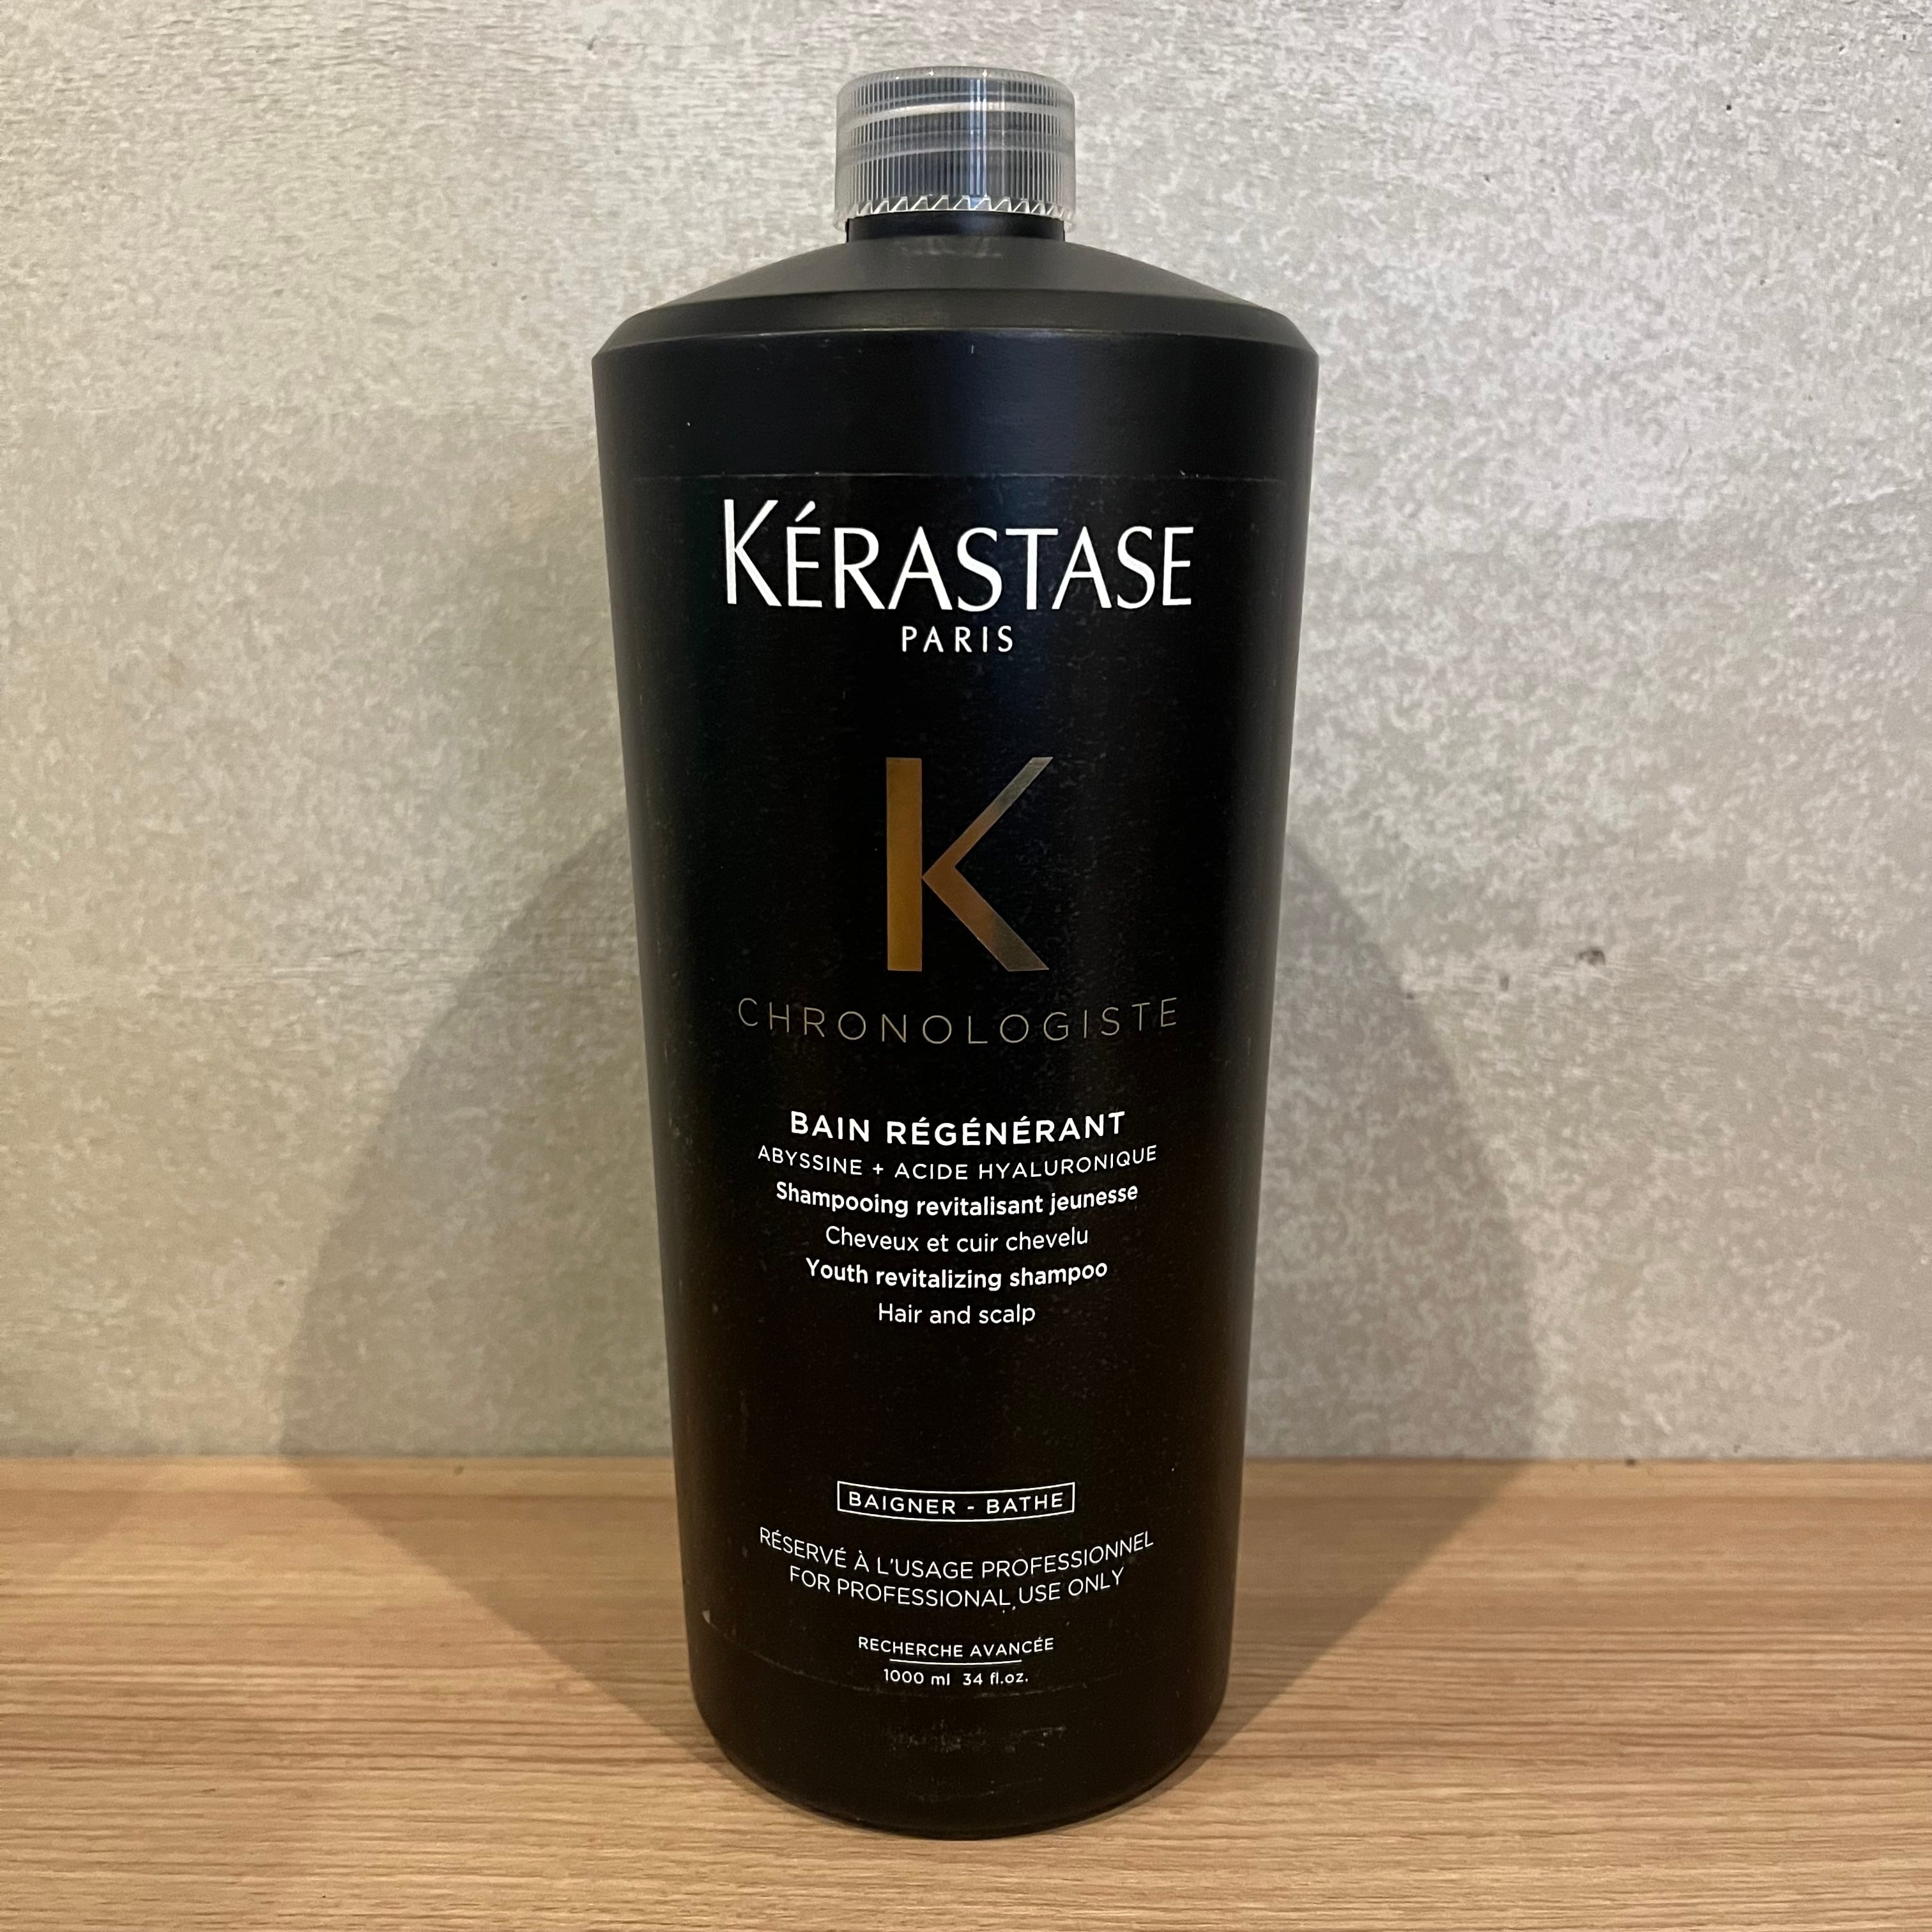 KÉRASTASE
PARIS
K
CHRONOLOGISTE
BAIN RÉGÉNÉRANT
ABYSSINE + ACIDE HYALURONIQUE
Shampooing revitalisant jeunesse
Cheveux et cuir chevelu
Youth revitalizing shampoo
Hair and scalp
BAIGNER - BATHE
RÉSERVÉ À L'USAGE PROFESSIONNEL
FOR PROFESSIONAL USE ONLY
RECHERCHE AVANCÉE
1000 ml 34 fl.oz.